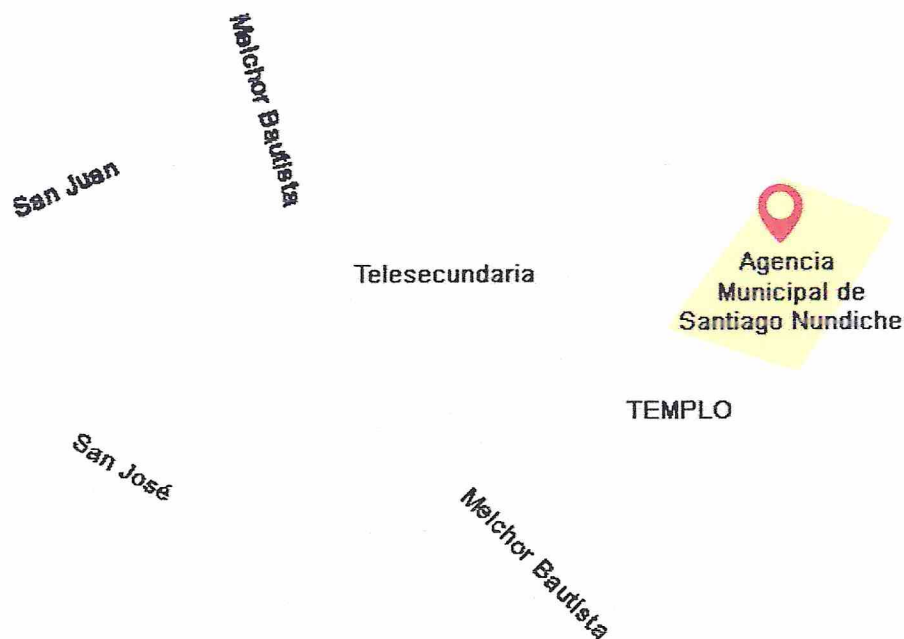 Melchor Bautista
San Juan
Telesecundaria
Agencia
Municipal de
Santiago Nundiche
TEMPLO
San José
Melchor Bautista